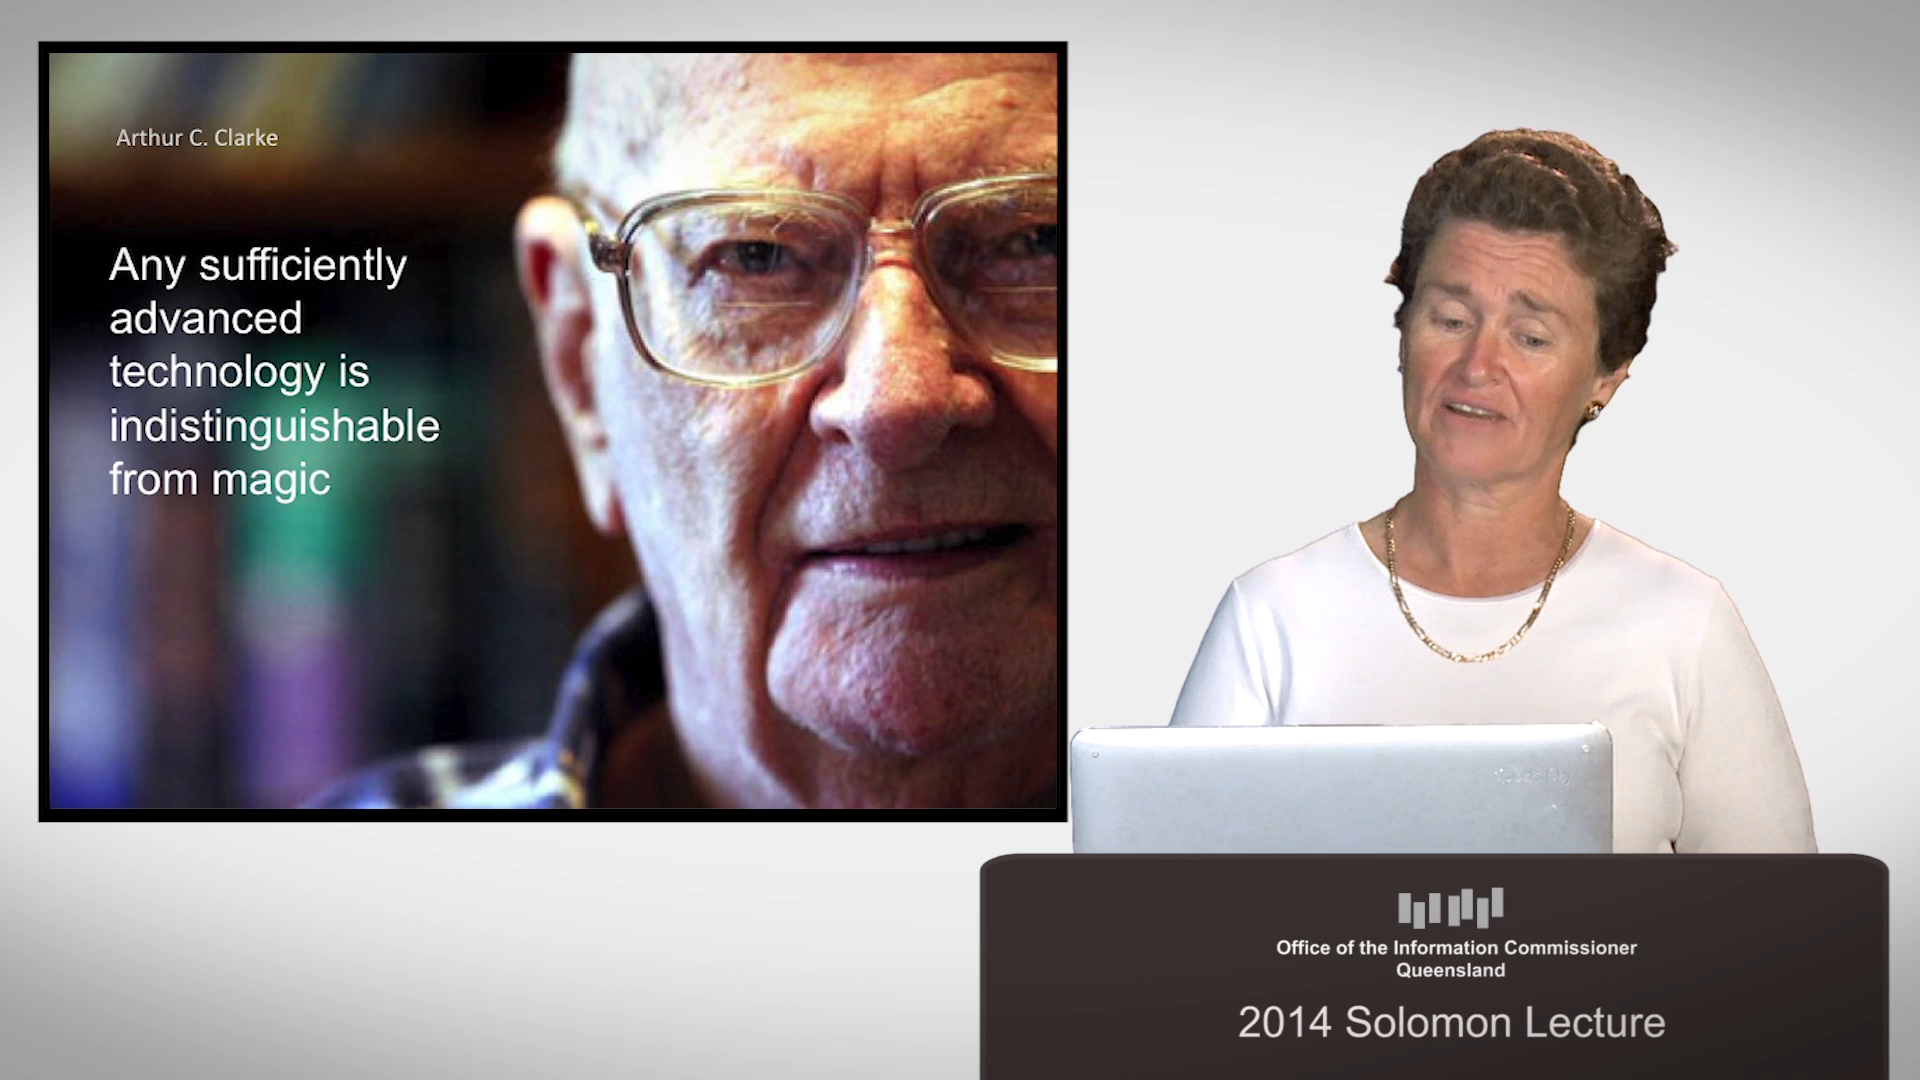 Arthur C. Clarke
Any sufficiently
advanced
technology is
indistinguishable
from magic
Office of the Information Commissioner
Queensland
2014 Solomon Lecture